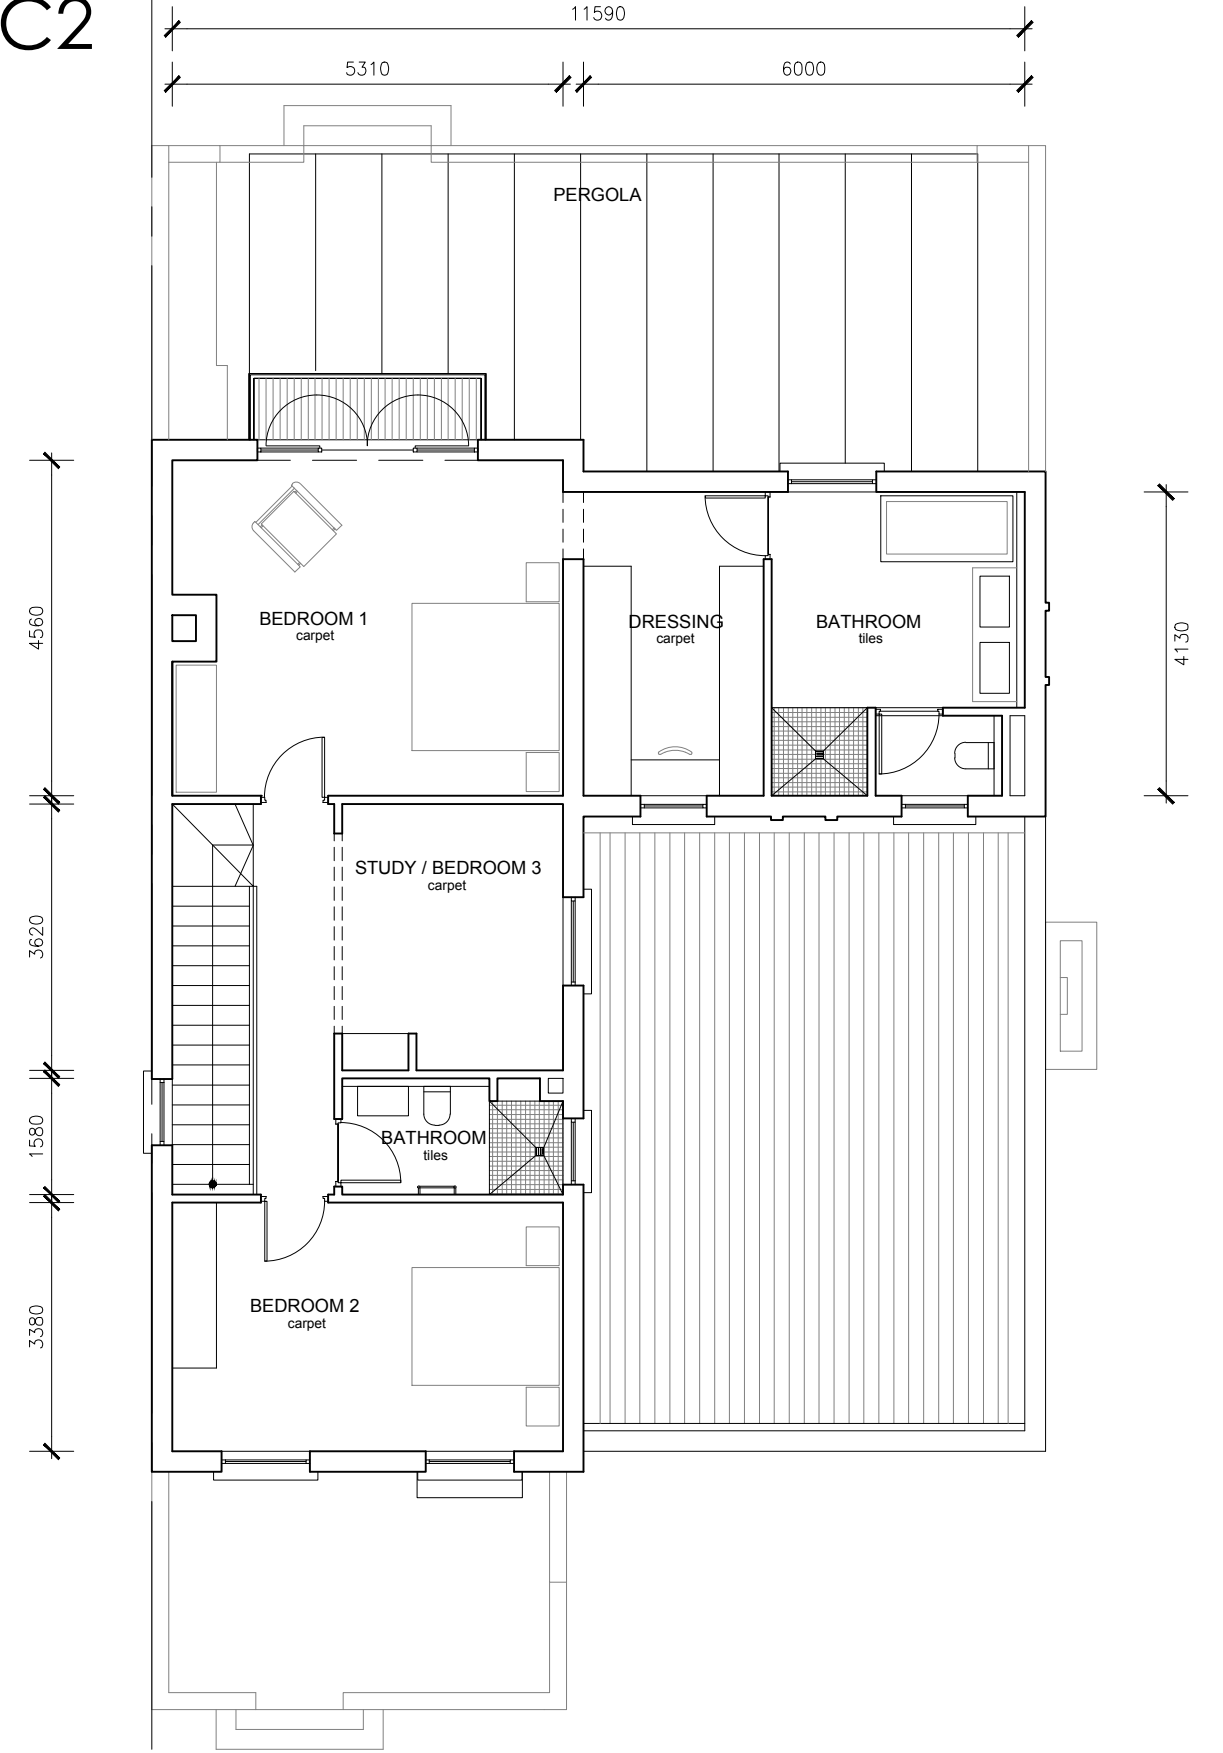 C2
11590
5310
6000
PERGOLA
BEDROOM 1
carpet
DRESSING
carpet
BATHROOM
tiles
4560
4130
STUDY / BEDROOM 3
carpet
3620
BATHROOM
tiles
1580
BEDROOM 2
carpet
3380